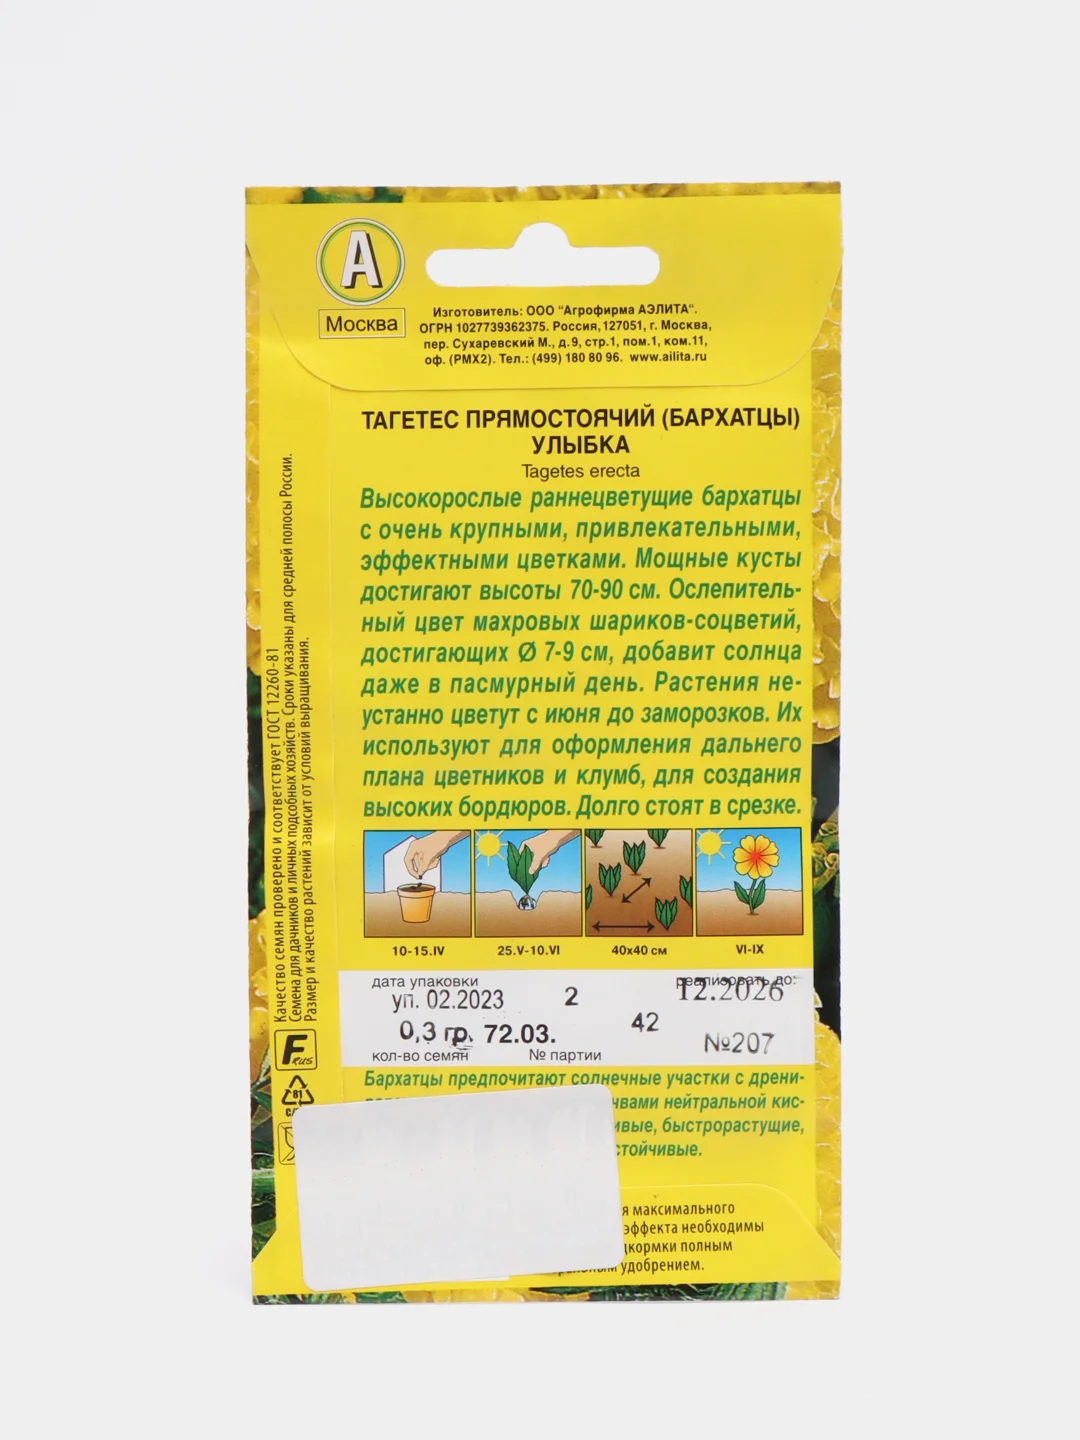 А
Москва
Изготовитель: ООО "Агрофирма АЭЛИТА".
ОГРН 1027739362375. Россия, 127051, г. Москва,
пер. Сухаревский М., д.9, стр.1, пом.1, ком.11,
оф. (РМХ2). Тел.: (499) 180 80 96. www.ailita.ru
ТАГЕТЕС ПРЯМОСТОЯЧИЙ (БАРХАТЦЫ)
УЛЫБКА
Tagetes erecta
Высокорослые раннецветущие бархатцы
с очень крупными, привлекательными,
эффектными цветками. Мощные кусты
достигают высоты 70-90 см. Ослепитель-
ный цвет махровых шариков-соцветий,
достигающих Ø 7-9 см, добавит солнца
даже в пасмурный день. Растения не-
устанно цветут с июня до заморозков. Их
используют для оформления дальнего
плана цветников и клумб, для создания
высоких бордюров. Долго стоят в срезке.
10-15.IV
25.V-10.VI
40х40 см
VI-IX
дата упаковки
реализовать до:
уп. 02.2023
2
12.2026
0,3 гр. 72.03.
42
№207
кол-во семян
№ партии
Бархатцы предпочитают солнечные участки с дрени-
нейтральной кис-
быстрорастущие,
максимального
эффекта необходимы
полным
удобрением.
Качество семян проверено и соответствует ГОСТ 12260-81
Семена для дачников и личных подсобных хозяйств. Сроки указаны для средней полосы России.
Размер и качество растений зависит от условий выращивания.
F RUS
81